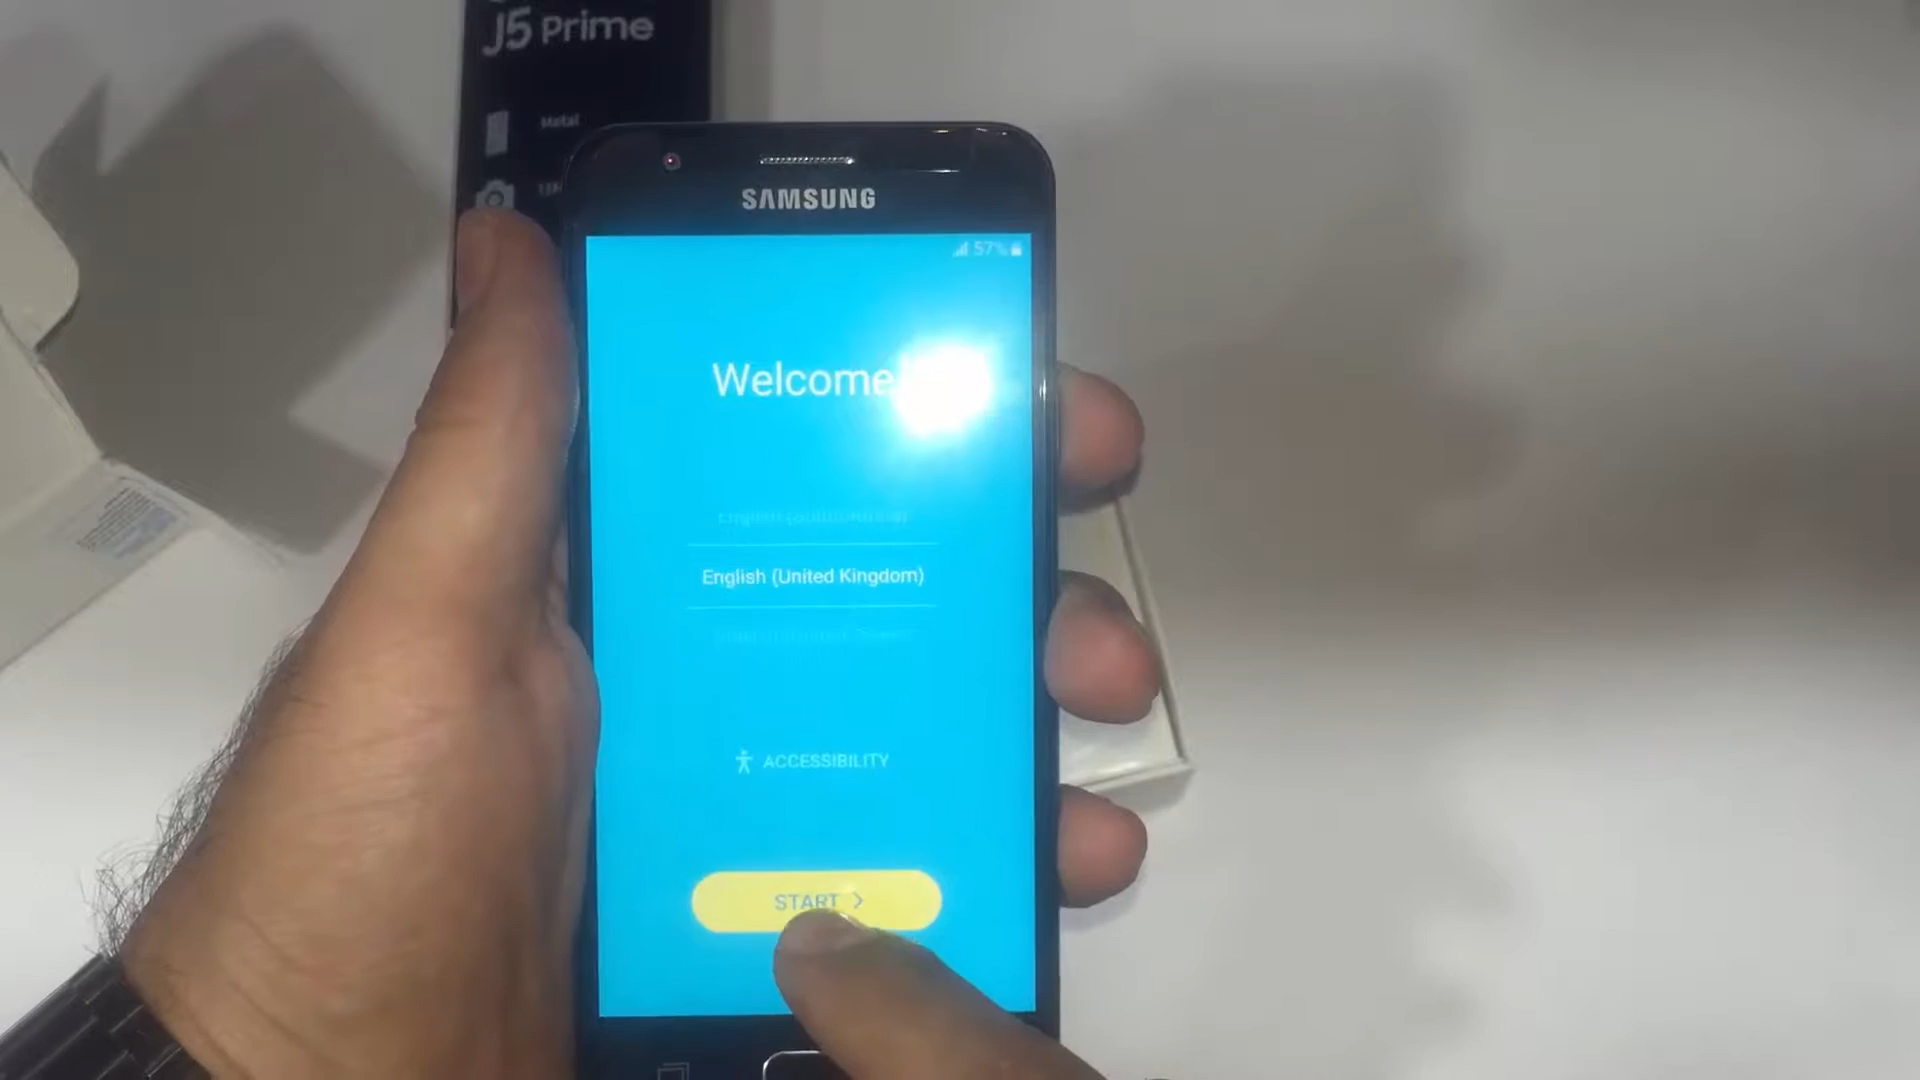 J5 Prime
Metal
SAMSUNG
57%
Welcome!
English (United Kingdom)
ACCESSIBILITY
START >